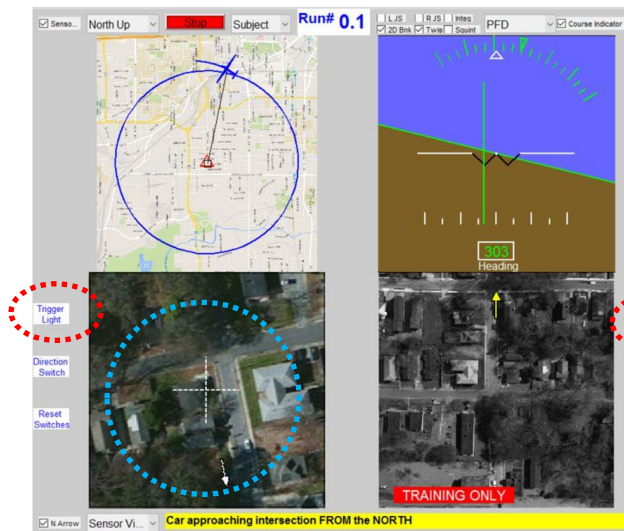 Senso...
North Up
Stop
Subject
Run# 0.1
L JS
R JS
Integ
2D Bnk
Twis
Squint
PFD
Course Indicator
303
Heading
Trigger
Light
Direction
Switch
Reset
Switches
TRAINING ONLY
N Arrow
Sensor Vi...
Car approaching intersection FROM the NORTH